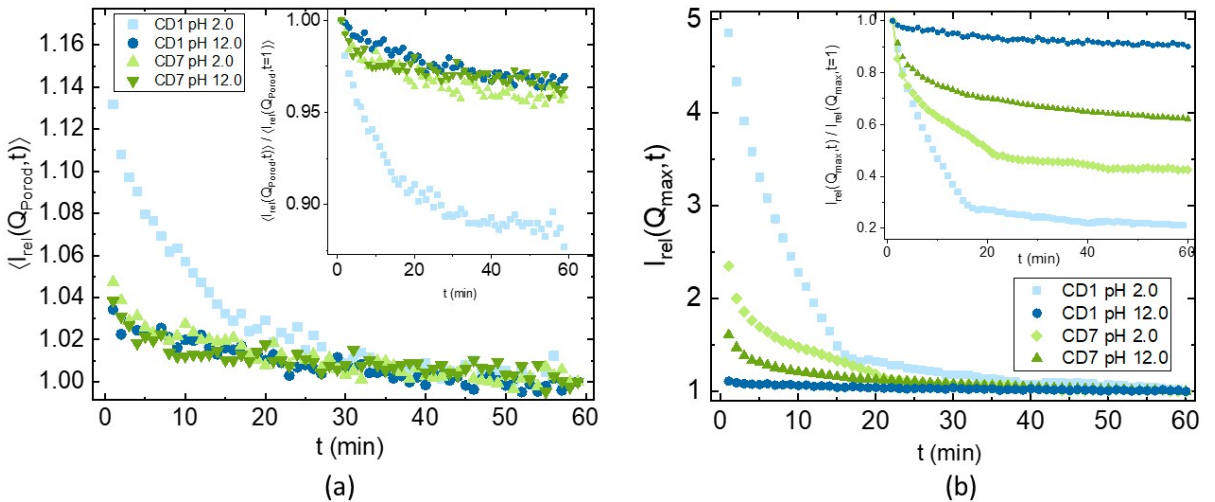 CD1 pH 2.0
CD1 pH 12.0
CD7 pH 2.0
CD7 pH 12.0
⟨I_rel(Q_Porod,t)⟩
1.16
1.14
1.12
1.10
1.08
1.06
1.04
1.02
1.00
0 10 20 30 40 50 60
t (min)
⟨I_rel(Q_Porod,t)⟩ / ⟨I_rel(Q_Porod,t=1)⟩
1.00
0.95
0.90
0 20 40 60
t (min)
(a)
I_rel(Q_max,t)
5
4
3
2
1
0 10 20 30 40 50 60
t (min)
I_rel(Q_max,t) / I_rel(Q_max,t=1)
1.0
0.8
0.6
0.4
0.2
0 20 40 60
t (min)
CD1 pH 2.0
CD1 pH 12.0
CD7 pH 2.0
CD7 pH 12.0
(b)